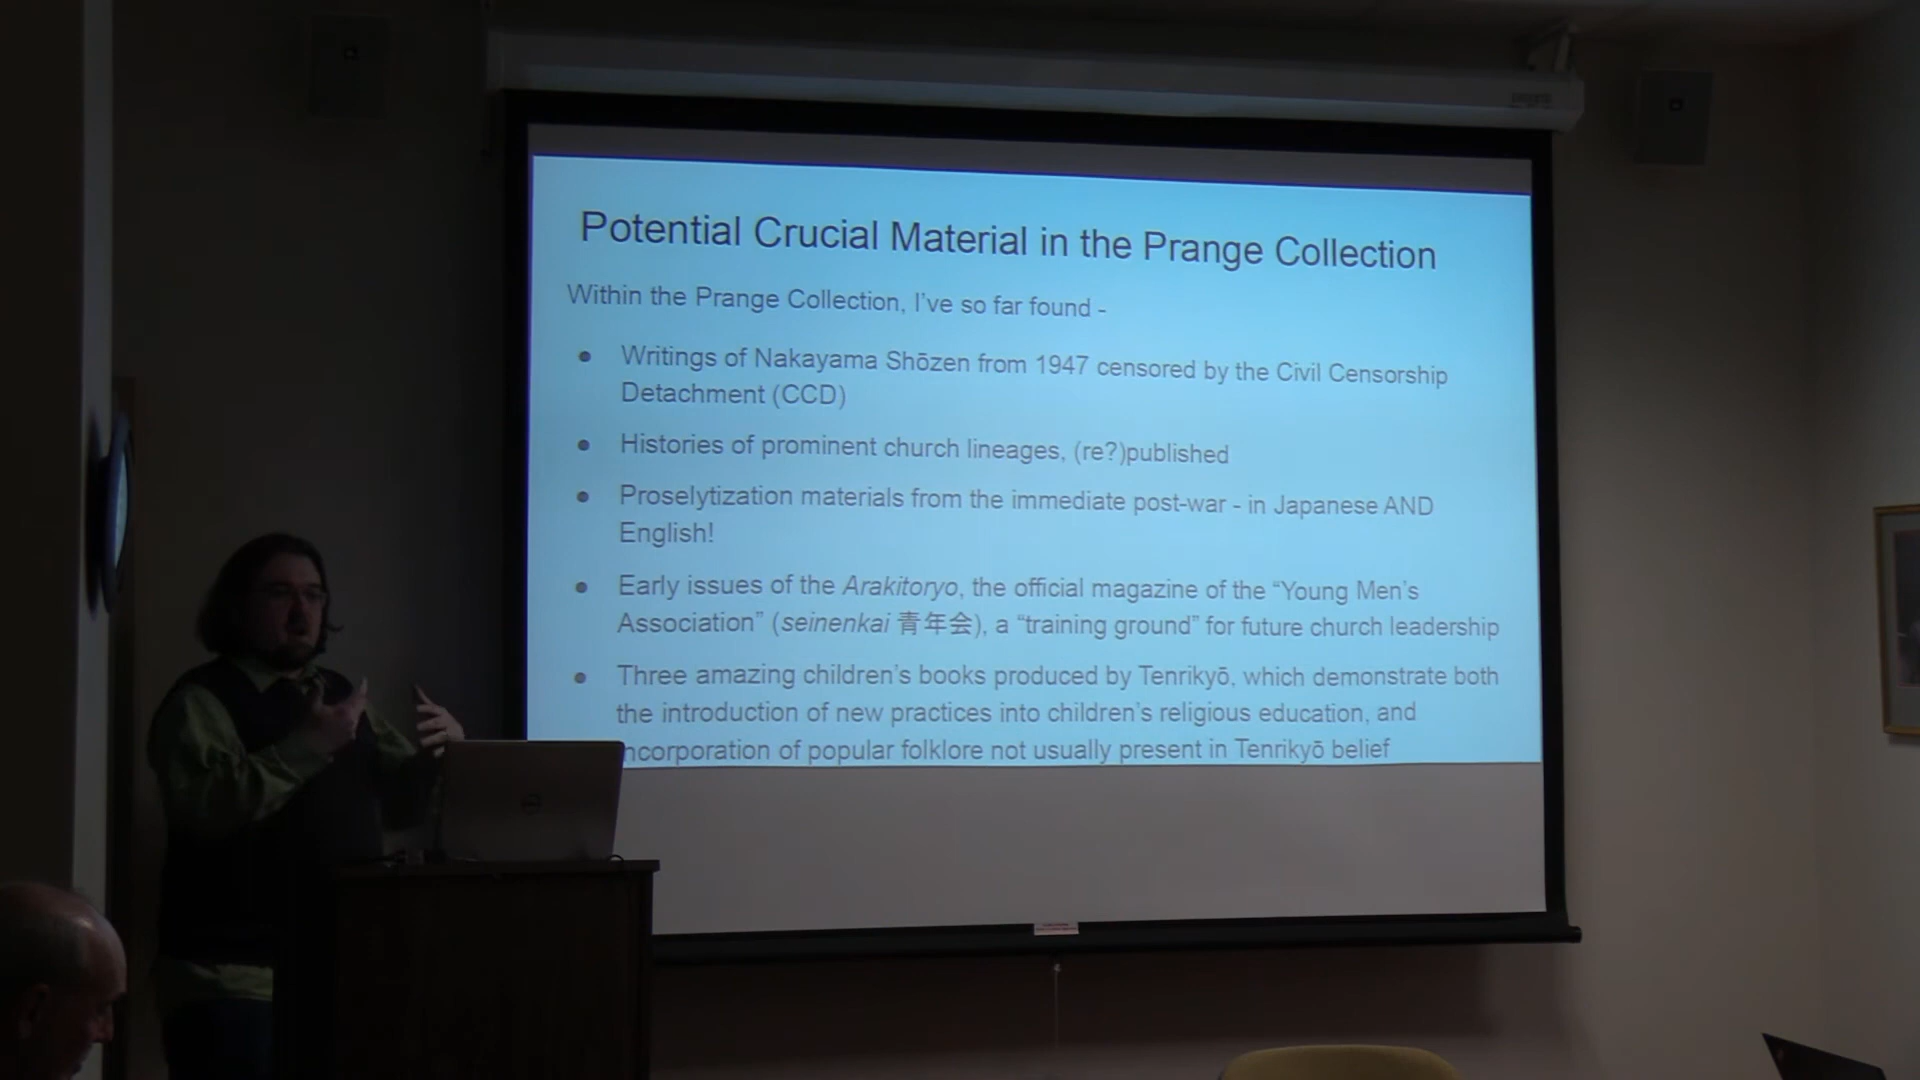 Potential Crucial Material in the Prange Collection
Within the Prange Collection, I've so far found -
● Writings of Nakayama Shōzen from 1947 censored by the Civil Censorship
Detachment (CCD)
● Histories of prominent church lineages, (re?)published
● Proselytization materials from the immediate post-war - in Japanese AND
English!
● Early issues of the Arakitoryo, the official magazine of the “Young Men's
Association” (seinenkai 青年会), a “training ground” for future church leadership
● Three amazing children's books produced by Tenrikyō, which demonstrate both
the introduction of new practices into children's religious education, and
ncorporation of popular folklore not usually present in Tenrikyō belief